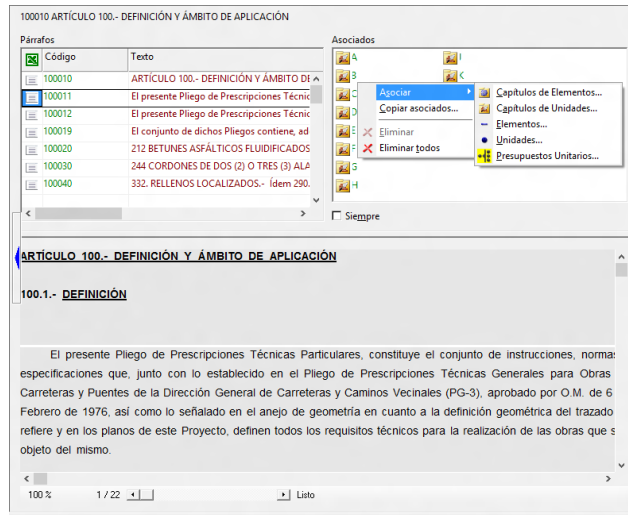 100010 ARTÍCULO 100.- DEFINICIÓN Y ÁMBITO DE APLICACIÓN
Párrafos
Asociados
Código Texto
100010 ARTÍCULO 100.- DEFINICIÓN Y ÁMBITO DE
100011 El presente Pliego de Prescripciones Técnic
100012 El presente Pliego de Prescripciones Técnic
100019 El conjunto de dichos Pliegos contiene, ad
100020 212 BETUNES ASFÁLTICOS FLUIDIFICADOS
100030 244 CORDONES DE DOS (2) O TRES (3) ALA
100040 332. RELLENOS LOCALIZADOS.- Ídem 290.
A
B
C
D
E
F
G
H
I
K
Asociar
Copiar asociados...
Eliminar
Eliminar todos
Capítulos de Elementos...
Capítulos de Unidades...
Elementos...
Unidades...
Presupuestos Unitarios...
Siempre
ARTÍCULO 100.- DEFINICIÓN Y ÁMBITO DE APLICACIÓN
100.1.- DEFINICIÓN
El presente Pliego de Prescripciones Técnicas Particulares, constituye el conjunto de instrucciones, normas
especificaciones que, junto con lo establecido en el Pliego de Prescripciones Técnicas Generales para Obras
Carreteras y Puentes de la Dirección General de Carreteras y Caminos Vecinales (PG-3), aprobado por O.M. de 6
Febrero de 1976, así como lo señalado en el anejo de geometría en cuanto a la definición geométrica del trazado
refiere y en los planos de este Proyecto, definen todos los requisitos técnicos para la realización de las obras que s
objeto del mismo.
100 % 1 / 22 Listo